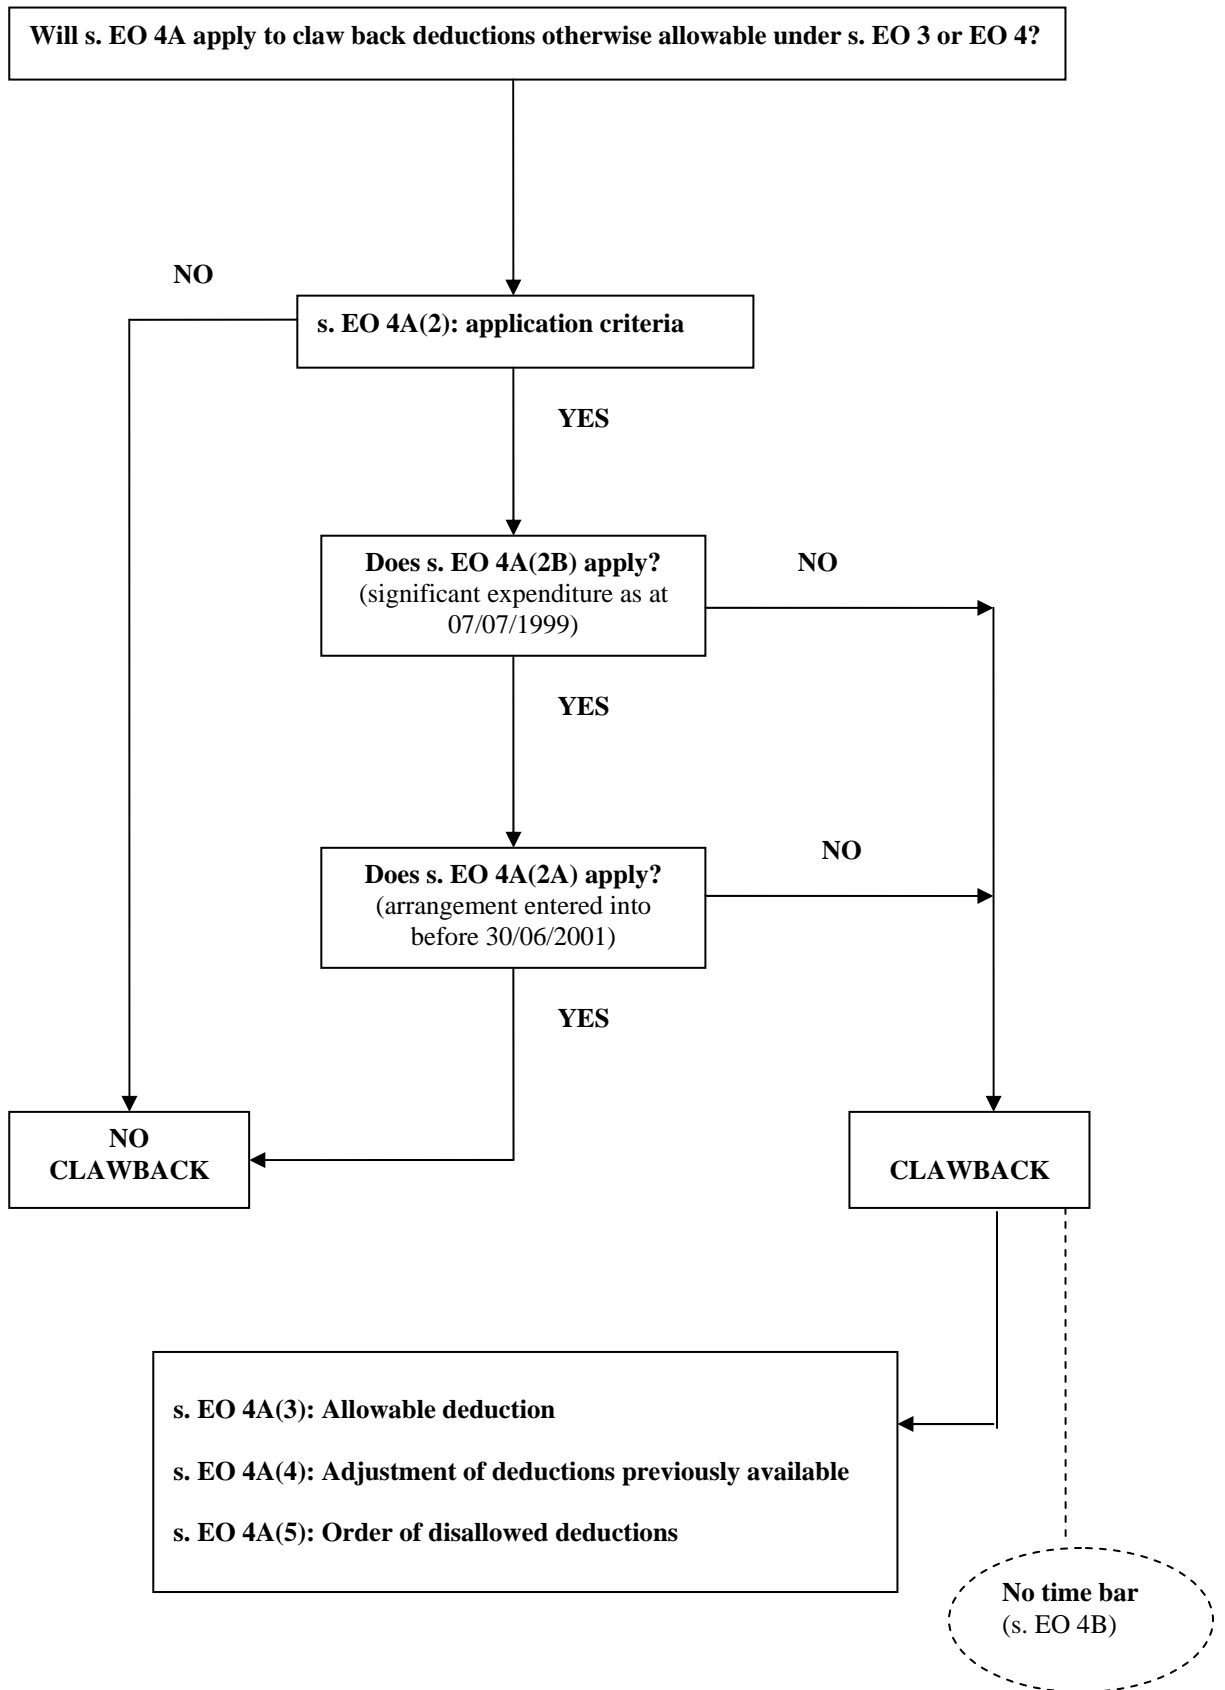 Will s. EO 4A apply to claw back deductions otherwise allowable under s. EO 3 or EO 4?
NO
s. EO 4A(2): application criteria
YES
Does s. EO 4A(2B) apply?
(significant expenditure as at
07/07/1999)
NO
YES
Does s. EO 4A(2A) apply?
(arrangement entered into
before 30/06/2001)
NO
YES
NO
CLAWBACK
CLAWBACK
s. EO 4A(3): Allowable deduction
s. EO 4A(4): Adjustment of deductions previously available
s. EO 4A(5): Order of disallowed deductions
No time bar
(s. EO 4B)